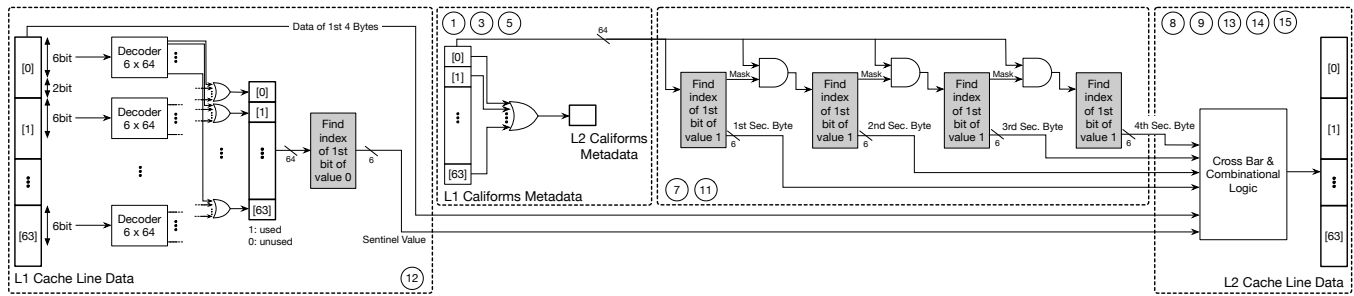 Data of 1st 4 Bytes
[0]
6bit
2bit
Decoder
6 x 64
[1]
6bit
Decoder
6 x 64
[63]
6bit
Decoder
6 x 64
[0]
[1]
[63]
1: used
0: unused
64
Find
index
of 1st
bit of
value 0
6
Sentinel Value
L1 Cache Line Data
12
1
3
5
[0]
[1]
[63]
L2 Califorms
Metadata
L1 Califorms Metadata
64
Find
index
of 1st
bit of
value 1
Mask
1st Sec. Byte
6
Find
index
of 1st
bit of
value 1
Mask
2nd Sec. Byte
6
Find
index
of 1st
bit of
value 1
Mask
3rd Sec. Byte
6
Find
index
of 1st
bit of
value 1
4th Sec. Byte
6
7
11
8
9
13
14
15
Cross Bar &
Combinational
Logic
[0]
[1]
[63]
L2 Cache Line Data